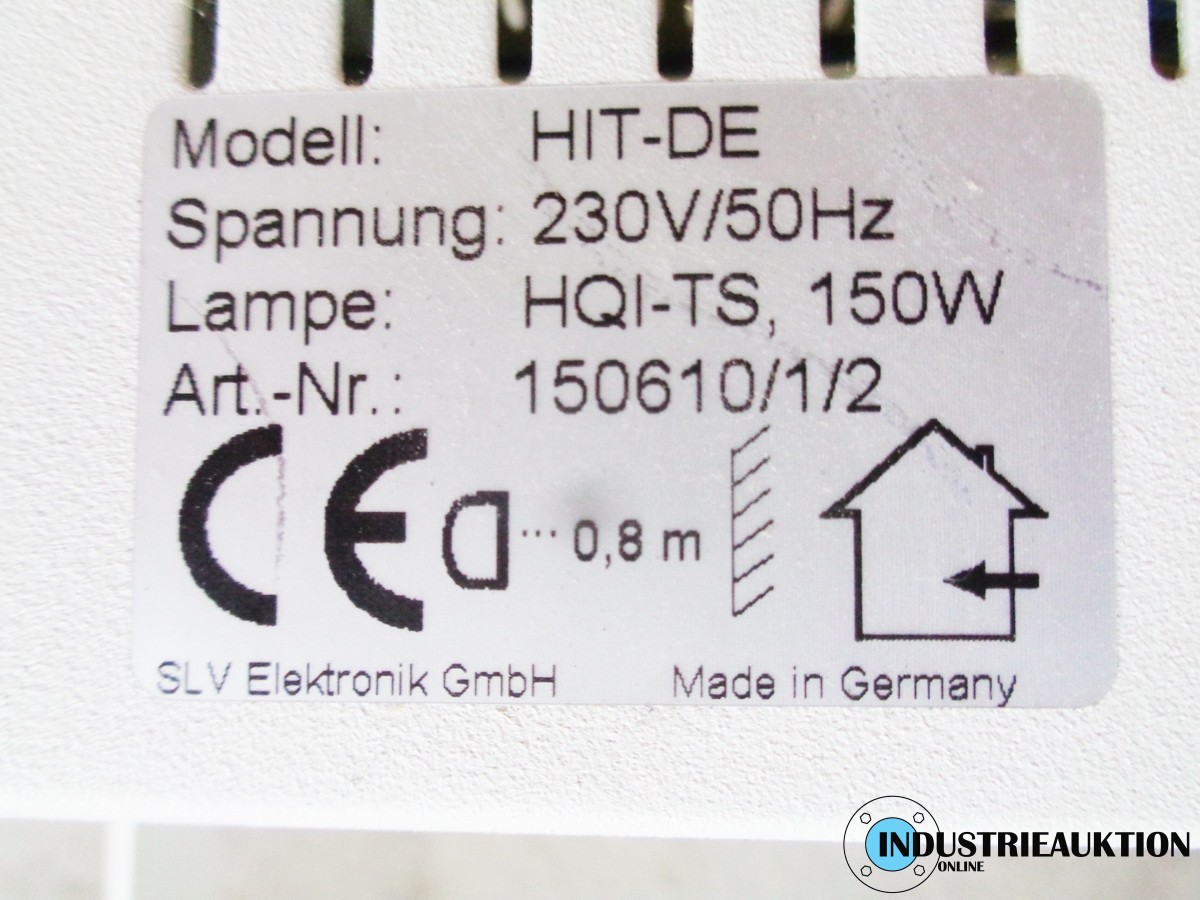 Modell: HIT-DE
Spannung: 230V/50Hz
Lampe: HQI-TS, 150W
Art.-Nr.: 150610/1/2
CE ··· 0,8 m
SLV Elektronik GmbH Made in Germany
INDUSTRIEAUKTION
ONLINE